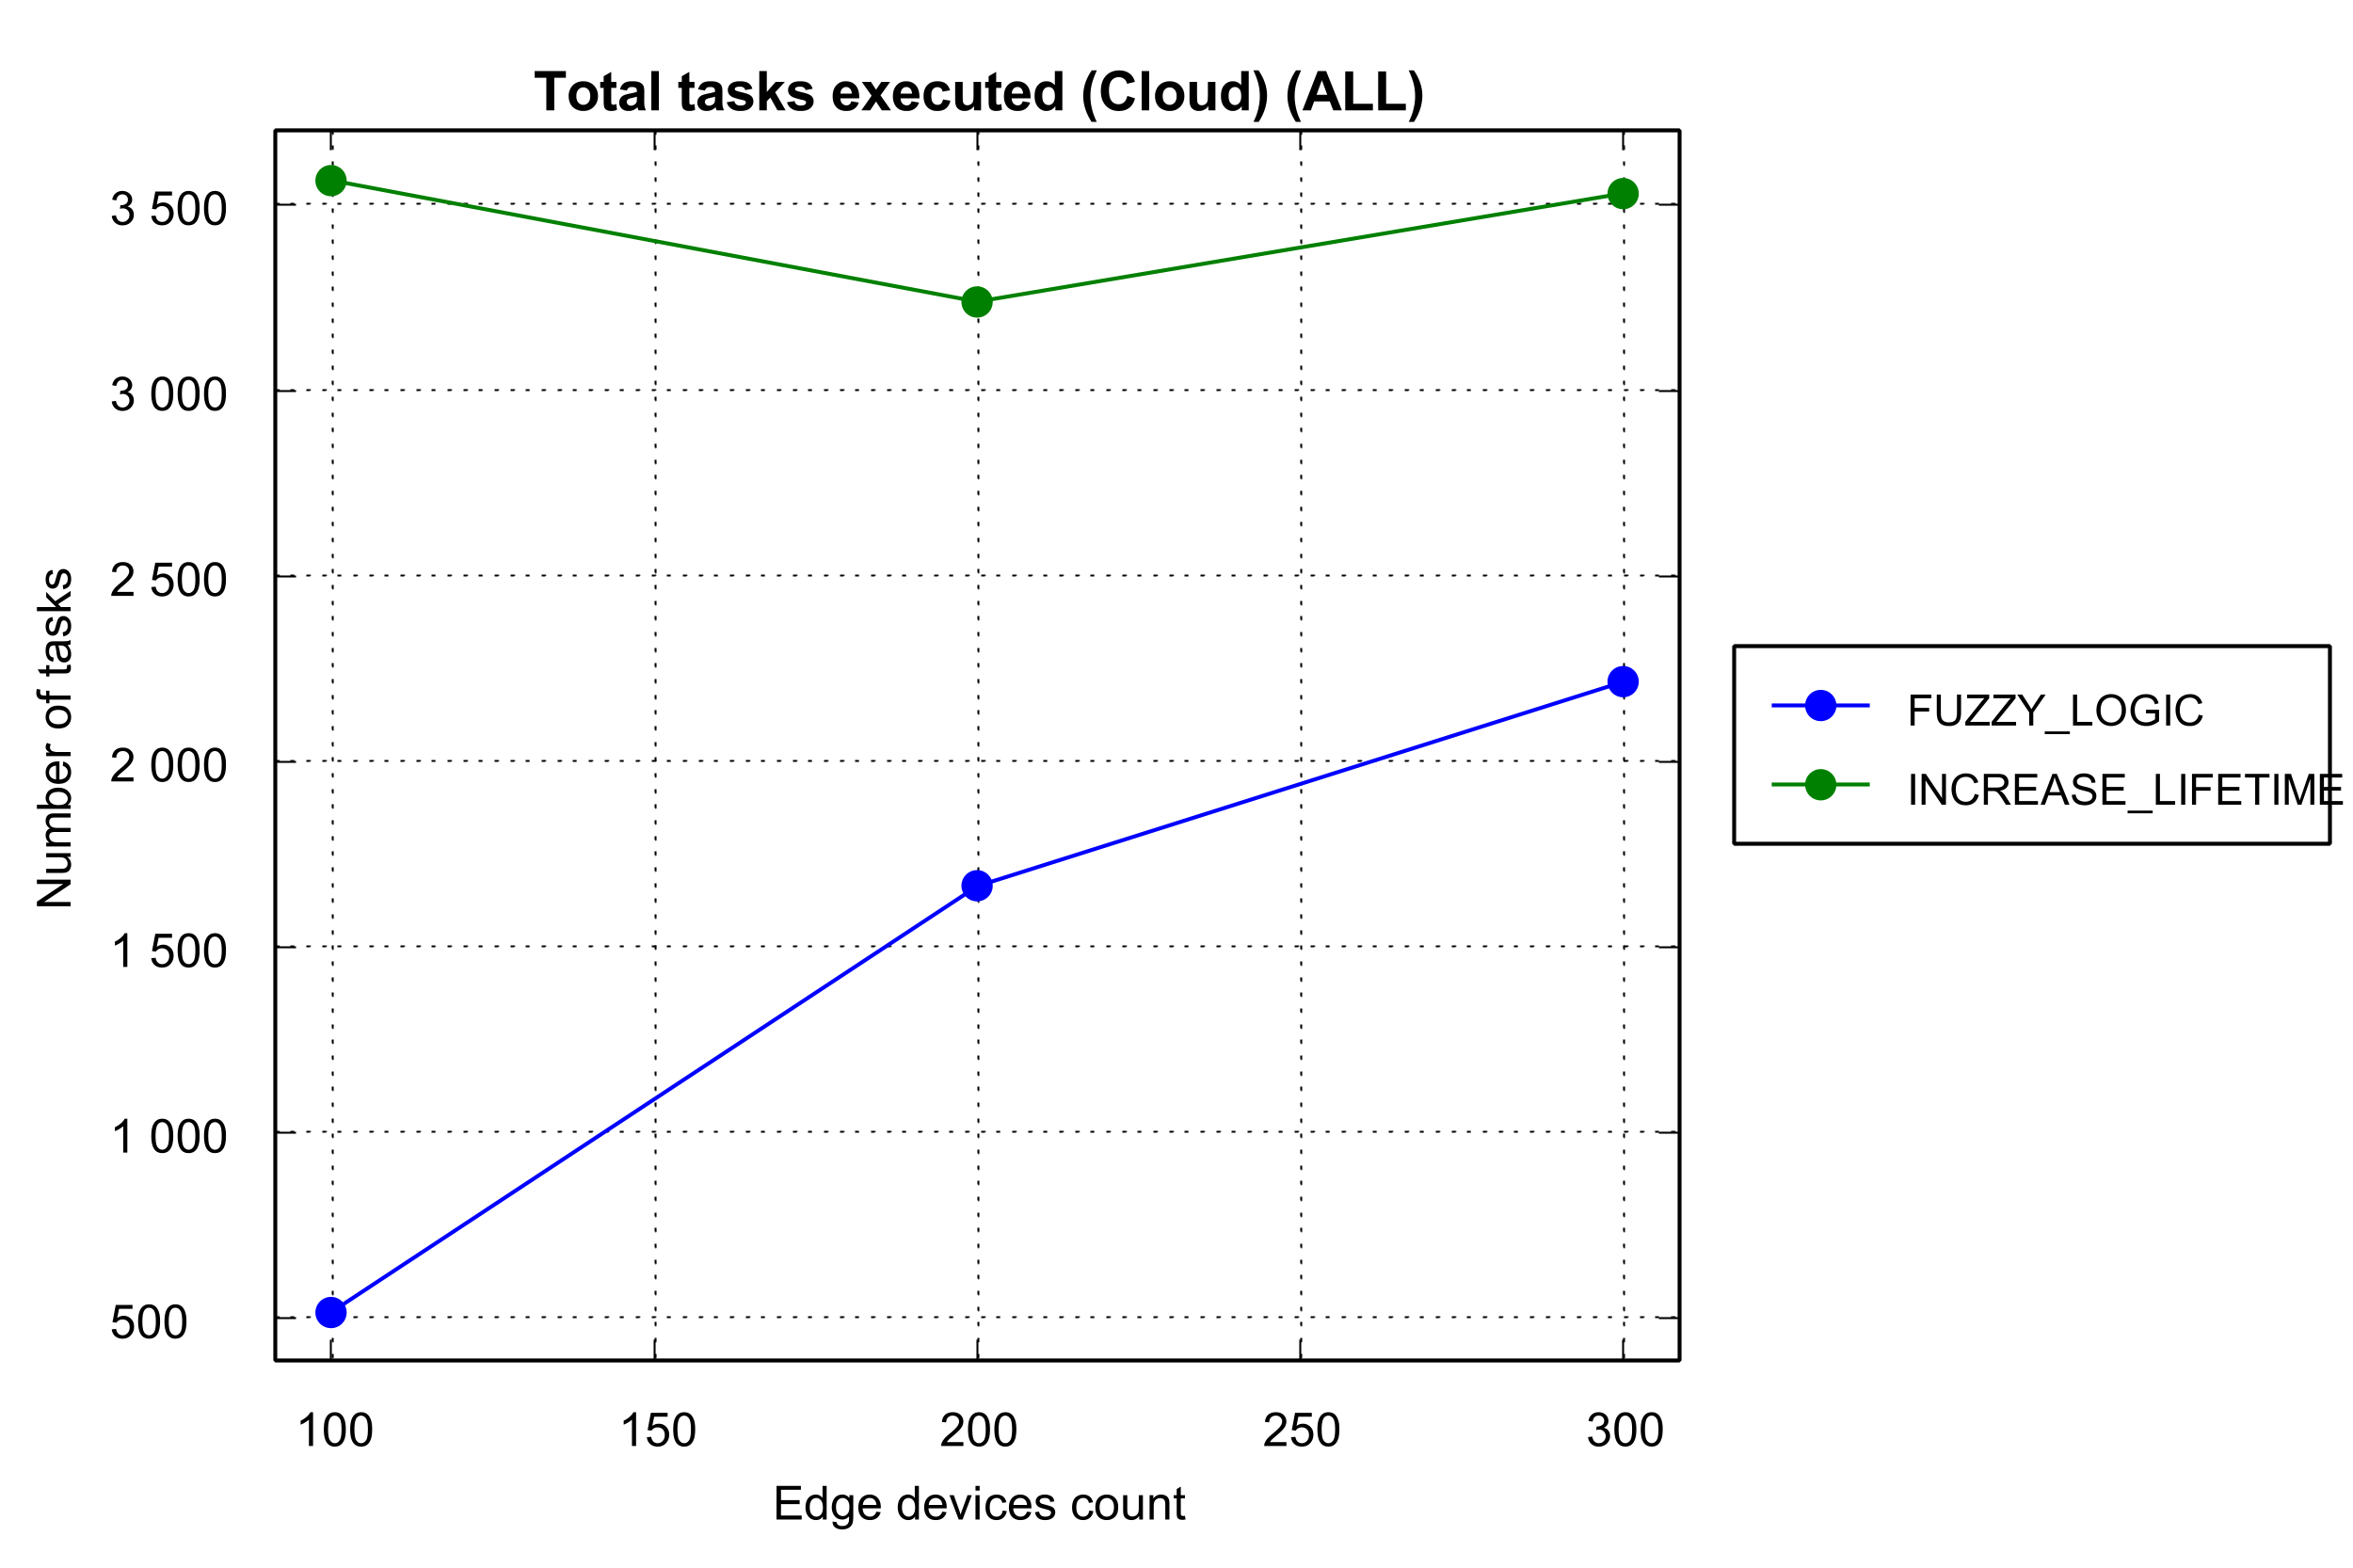 Total tasks executed (Cloud) (ALL)
3 500
3 000
2 500
2 000
1 500
1 000
500
Number of tasks
100 150 200 250 300
Edge devices count
FUZZY_LOGIC
INCREASE_LIFETIME